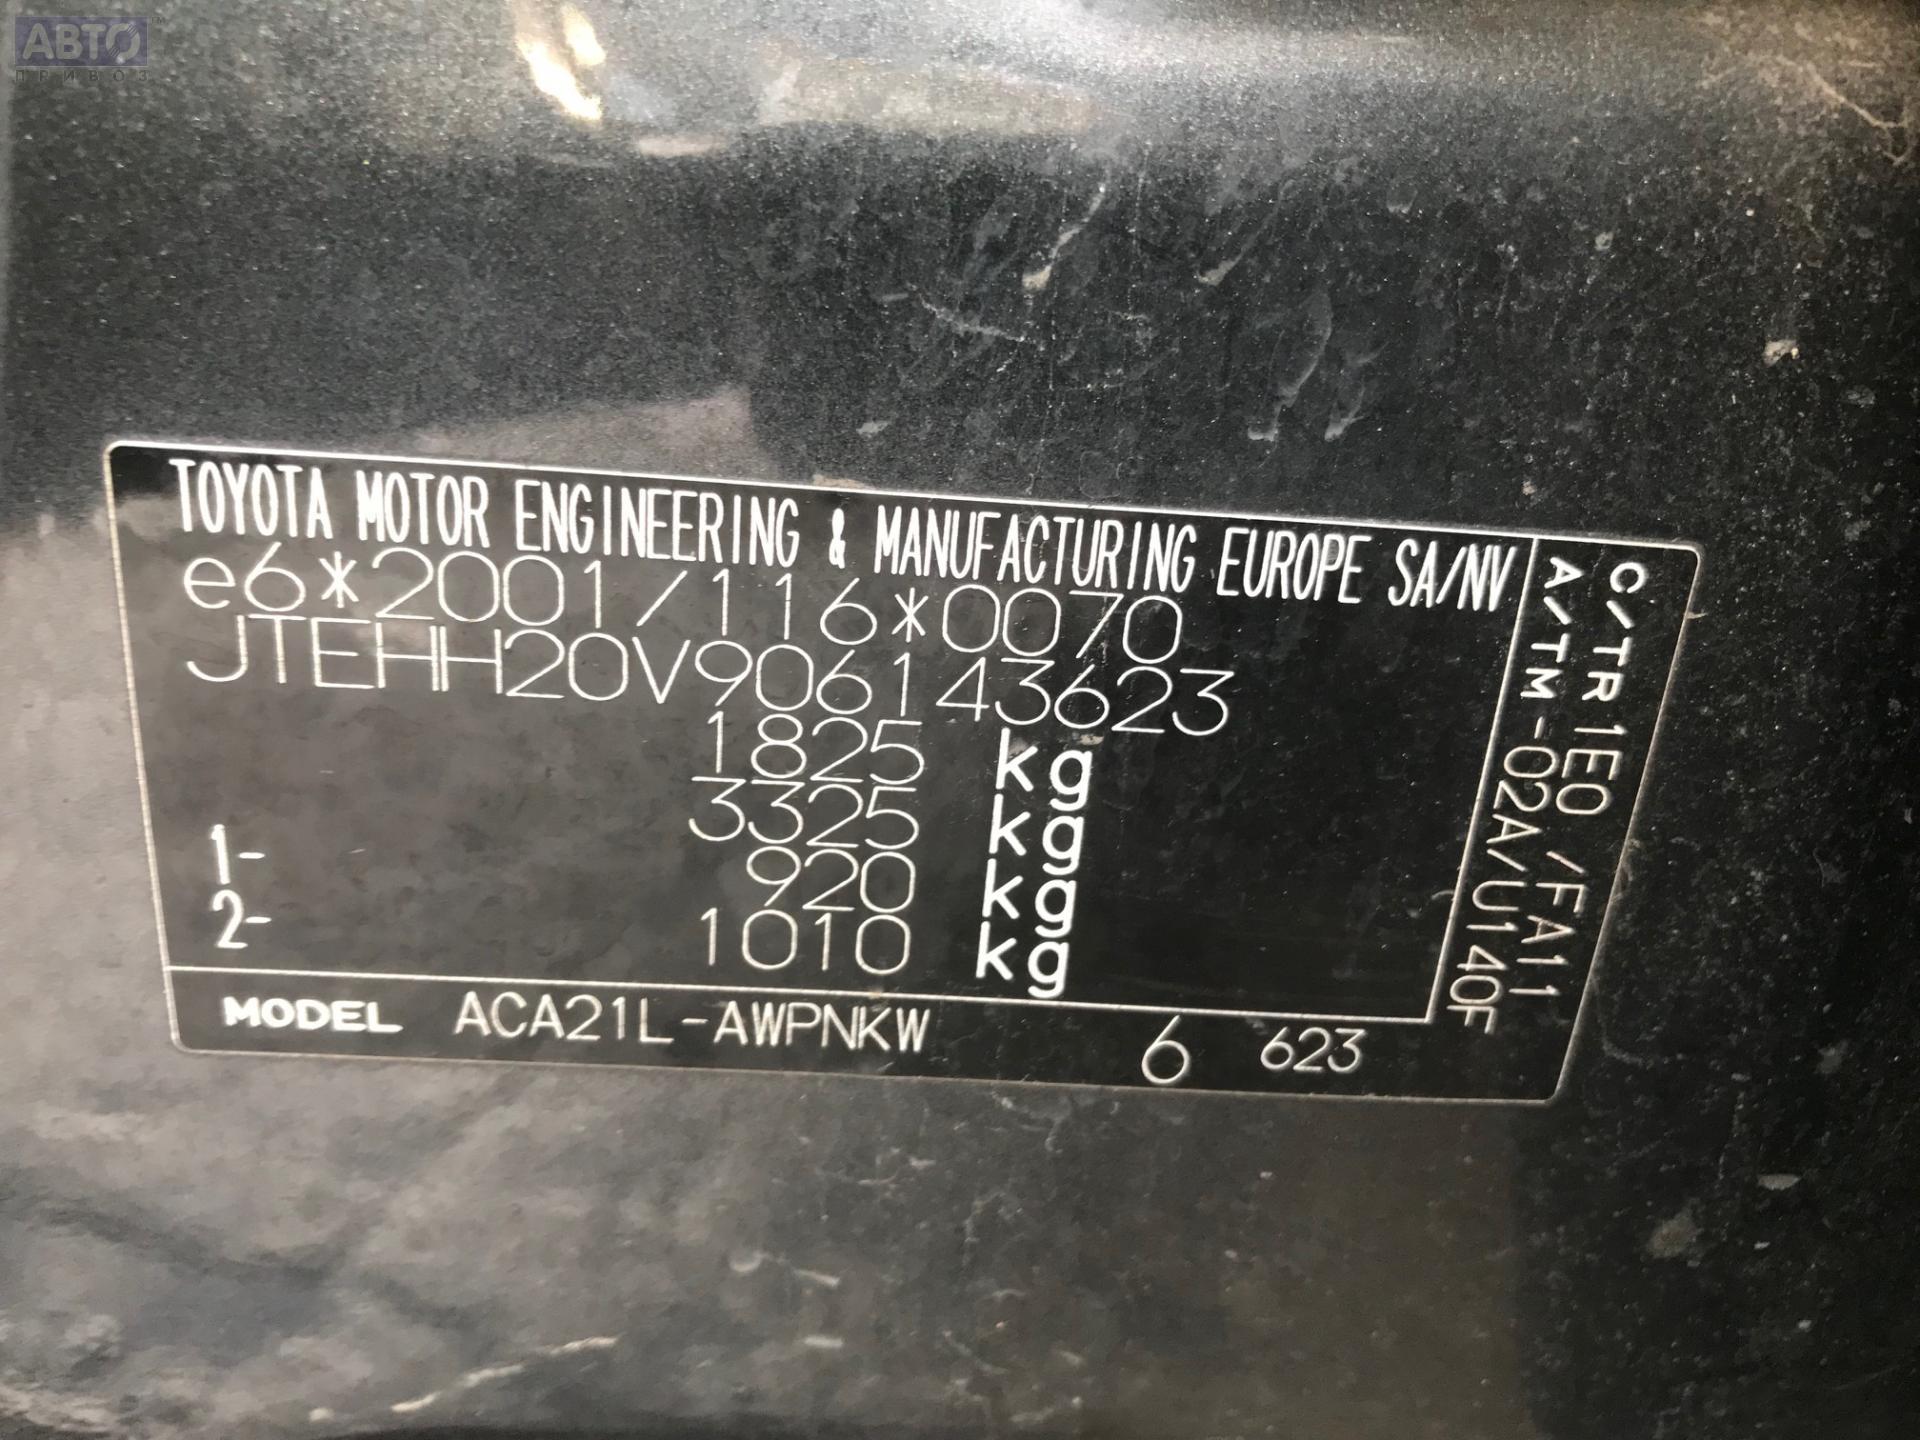 АВТО™
ПРИВОЗ
TOYOTA MOTOR ENGINEERING & MANUFACTURING EUROPE SA/NV
e6*2001/116*0070
JTEHH20V906143623
1825 kg
3325 kg
1- 920 kg
2- 1010 kg
MODEL ACA21L-AWPNKW 6 623
C/TR 1E0 /FA11
A/TM-02A/U140F